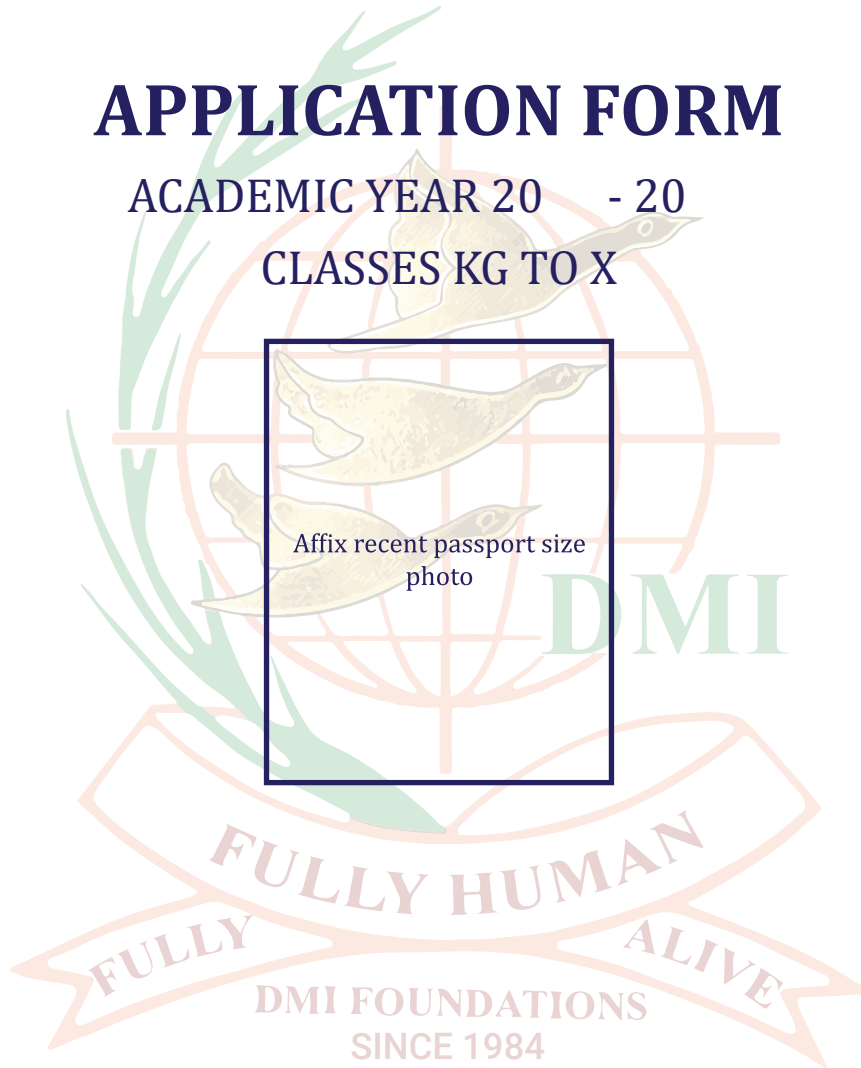 APPLICATION FORM
ACADEMIC YEAR 20 - 20
CLASSES KG TO X
Affix recent passport size
photo
DMI
FULLY HUMAN
FULLY ALIVE
DMI FOUNDATIONS
SINCE 1984